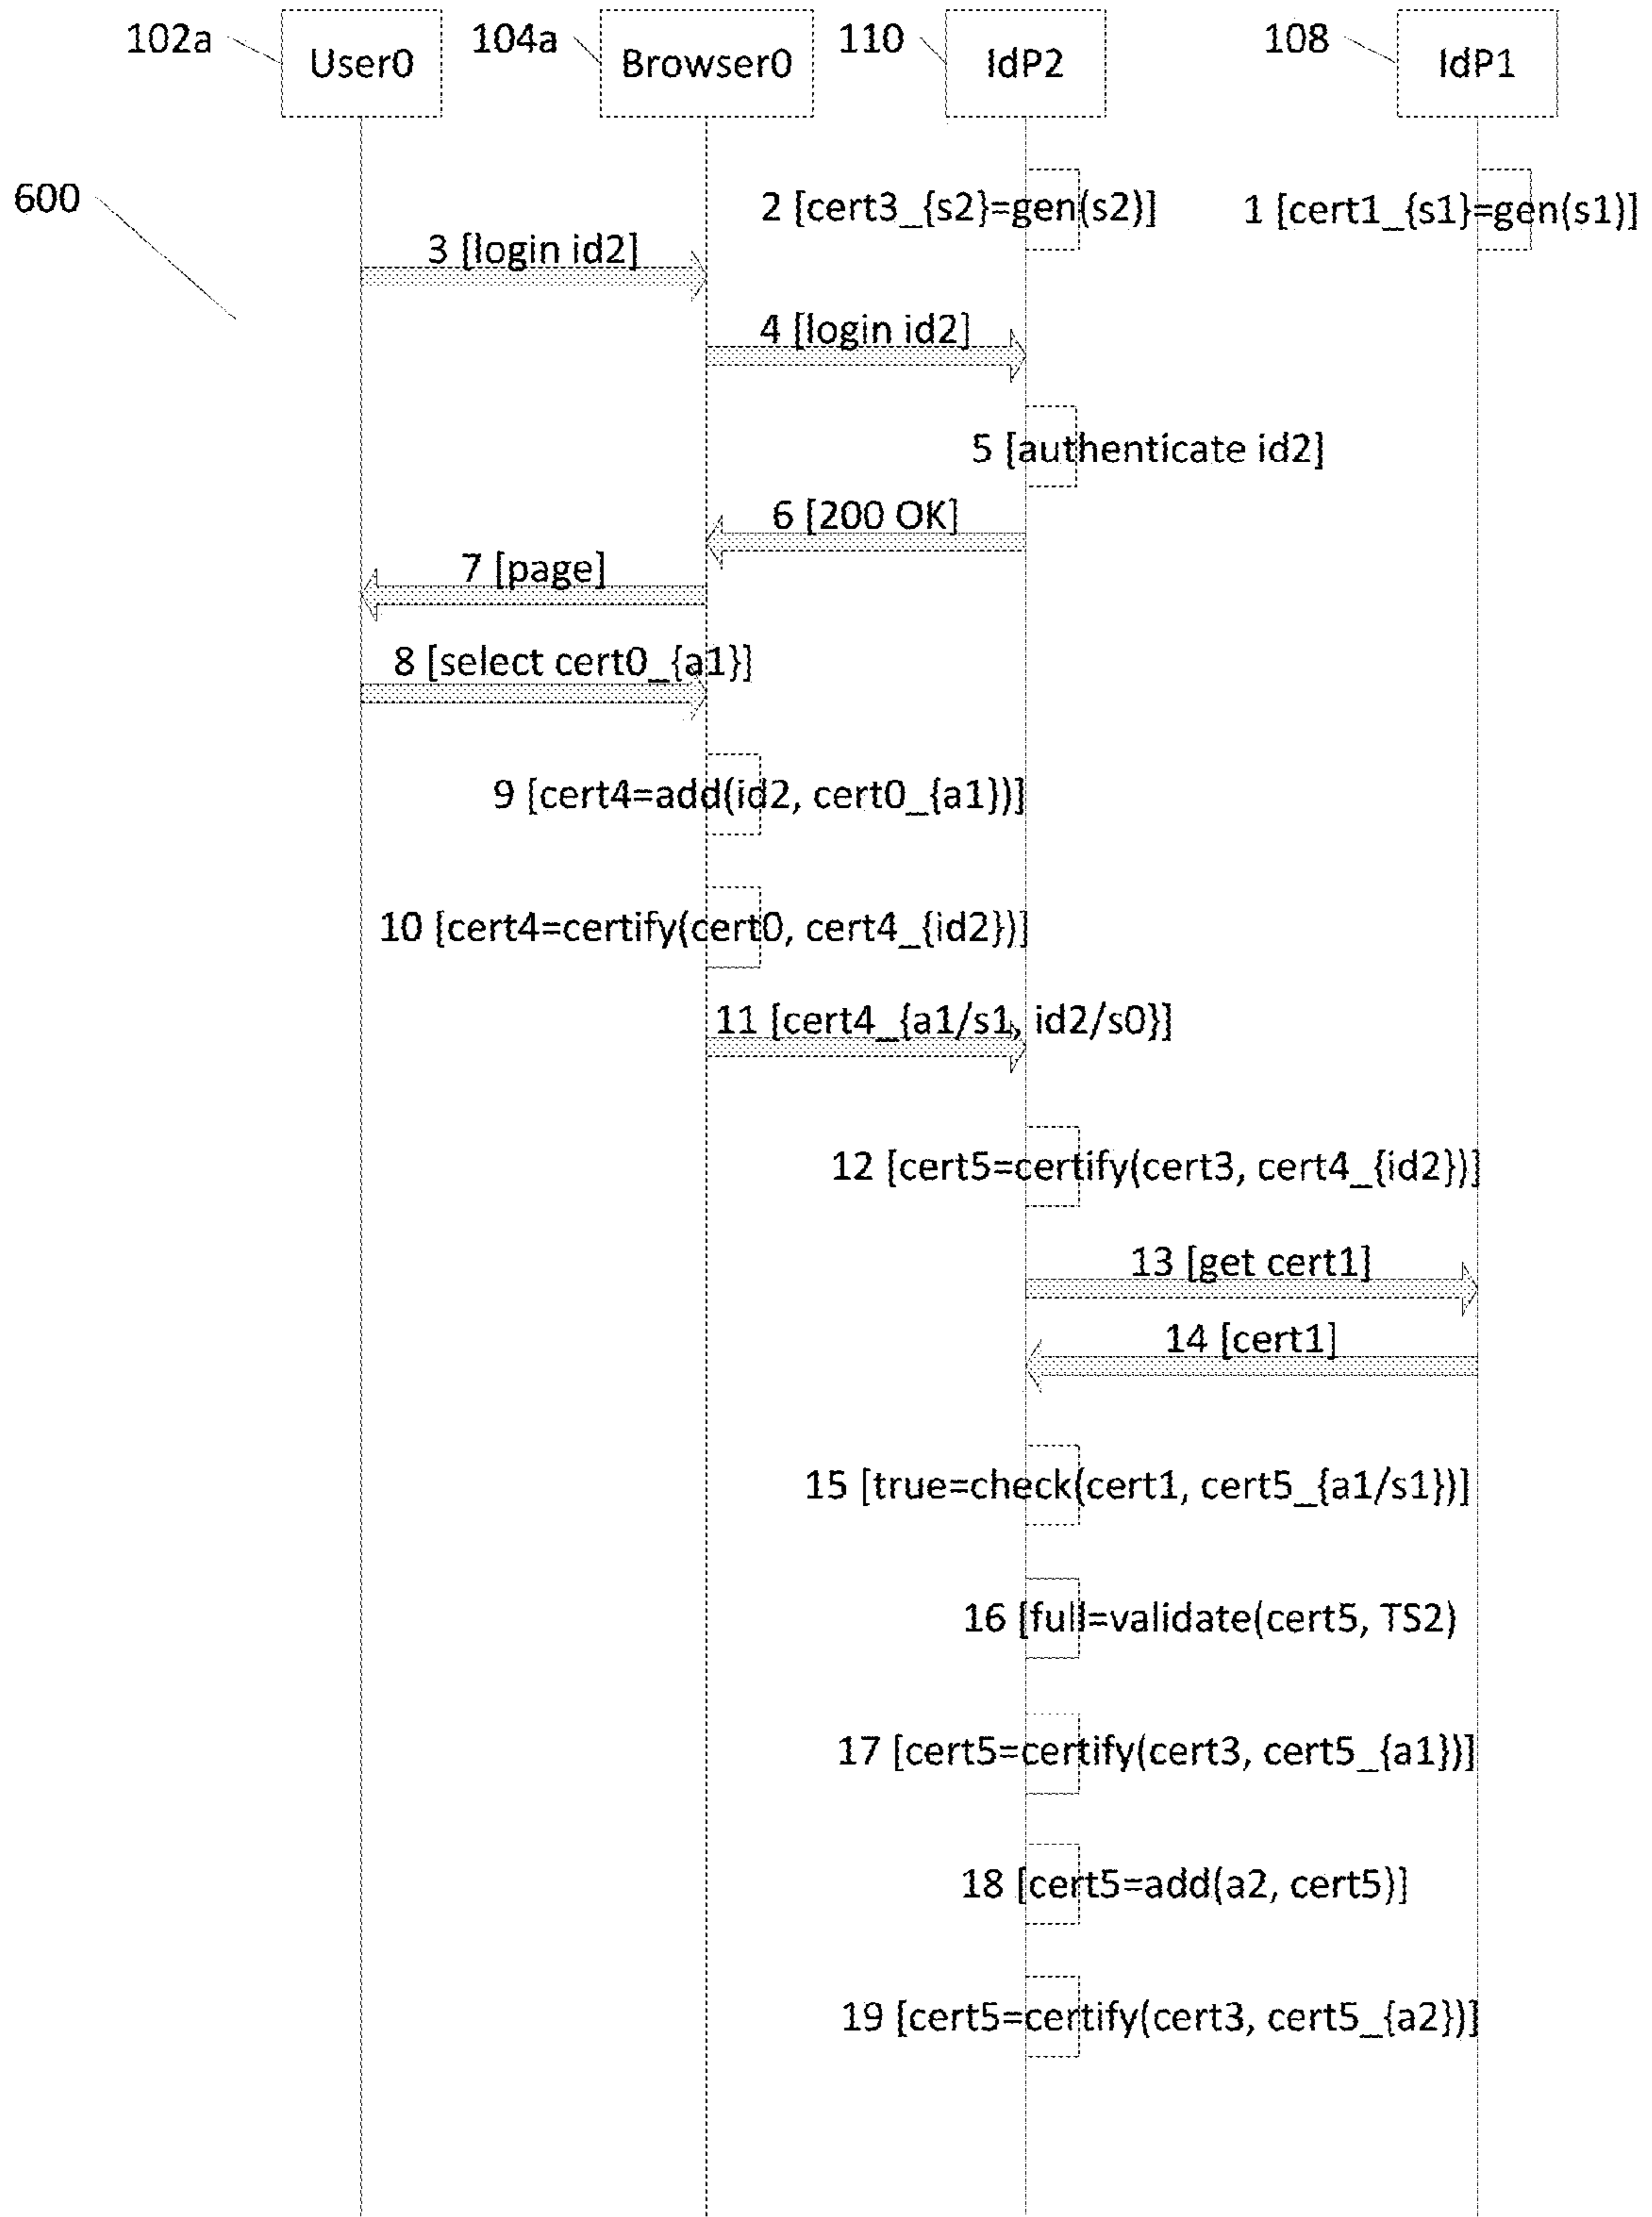 102a User0 104a Browser0 110 IdP2 108 IdP1
600
2 [cert3_{s2}=gen(s2)] 1 [cert1_{s1}=gen(s1)]
3 [login id2]
4 [login id2]
5 [authenticate id2]
6 [200 OK]
7 [page]
8 [select cert0_{a1}]
9 [cert4=add(id2, cert0_{a1})]
10 [cert4=certify(cert0, cert4_{id2})]
11 [cert4_{a1/s1, id2/s0}]
12 [cert5=certify(cert3, cert4_{id2})]
13 [get cert1]
14 [cert1]
15 [true=check(cert1, cert5_{a1/s1})]
16 [full=validate(cert5, TS2)
17 [cert5=certify(cert3, cert5_{a1})]
18 [cert5=add(a2, cert5)]
19 [cert5=certify(cert3, cert5_{a2})]